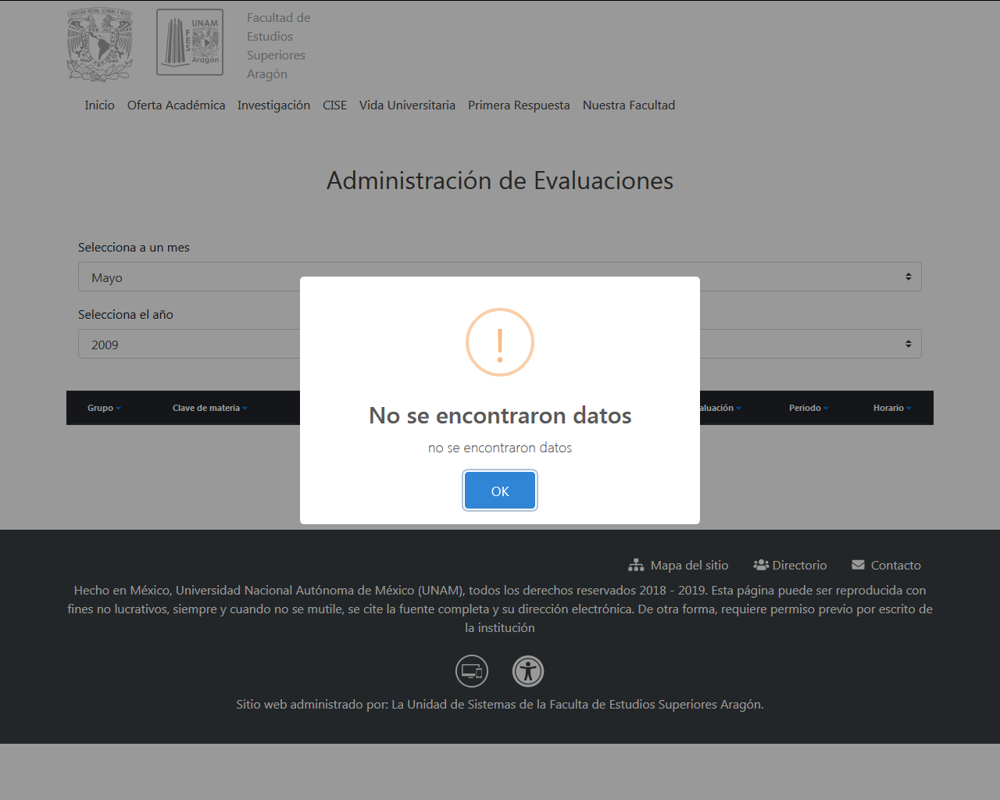 UNAM
FES
Aragón
Facultad de
Estudios
Superiores
Aragón
Inicio Oferta Académica Investigación CISE Vida Universitaria Primera Respuesta Nuestra Facultad
Administración de Evaluaciones
Selecciona a un mes
Mayo
Selecciona el año
2009
Grupo Clave de materia aluación Periodo Horario
No se encontraron datos
no se encontraron datos
OK
Mapa del sitio Directorio Contacto
Hecho en México, Universidad Nacional Autónoma de México (UNAM), todos los derechos reservados 2018 - 2019. Esta página puede ser reproducida con
fines no lucrativos, siempre y cuando no se mutile, se cite la fuente completa y su dirección electrónica. De otra forma, requiere permiso previo por escrito de
la institución
Sitio web administrado por: La Unidad de Sistemas de la Faculta de Estudios Superiores Aragón.